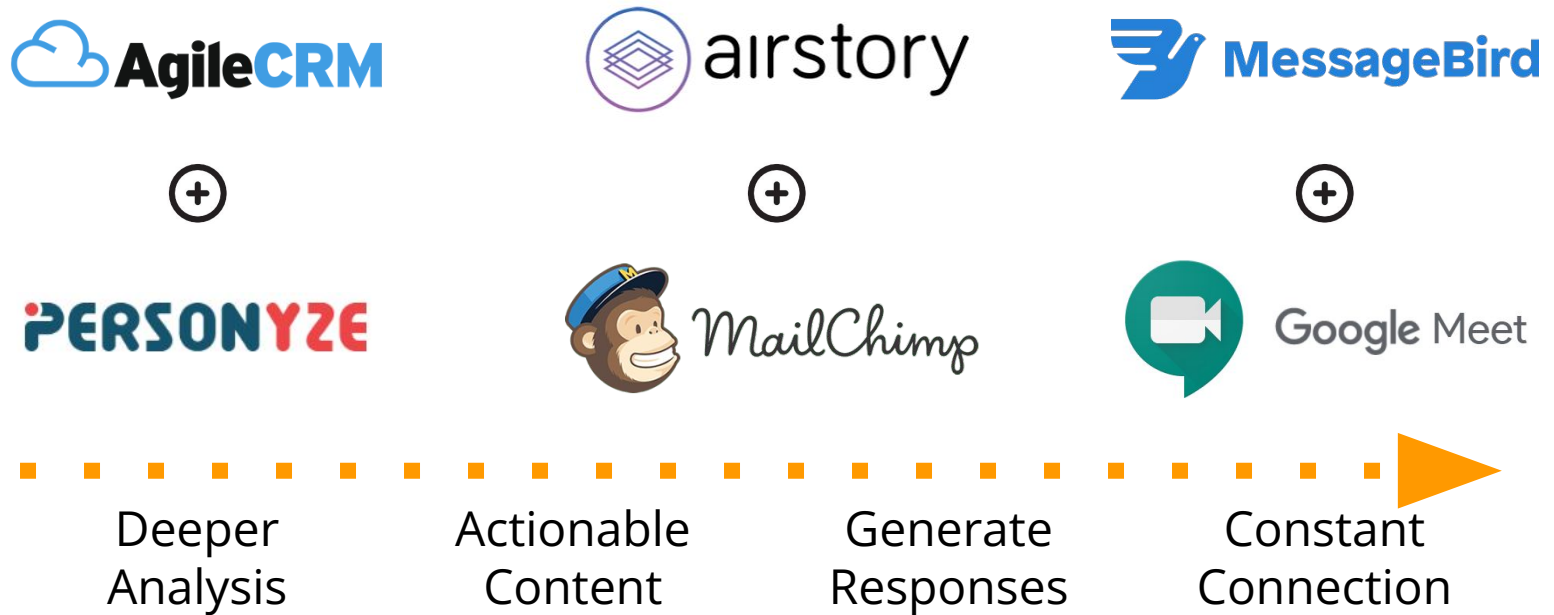 AgileCRM
airstory
MessageBird
PERSONYZE
M
MailChimp
Google Meet
Deeper
Analysis
Actionable
Content
Generate
Responses
Constant
Connection